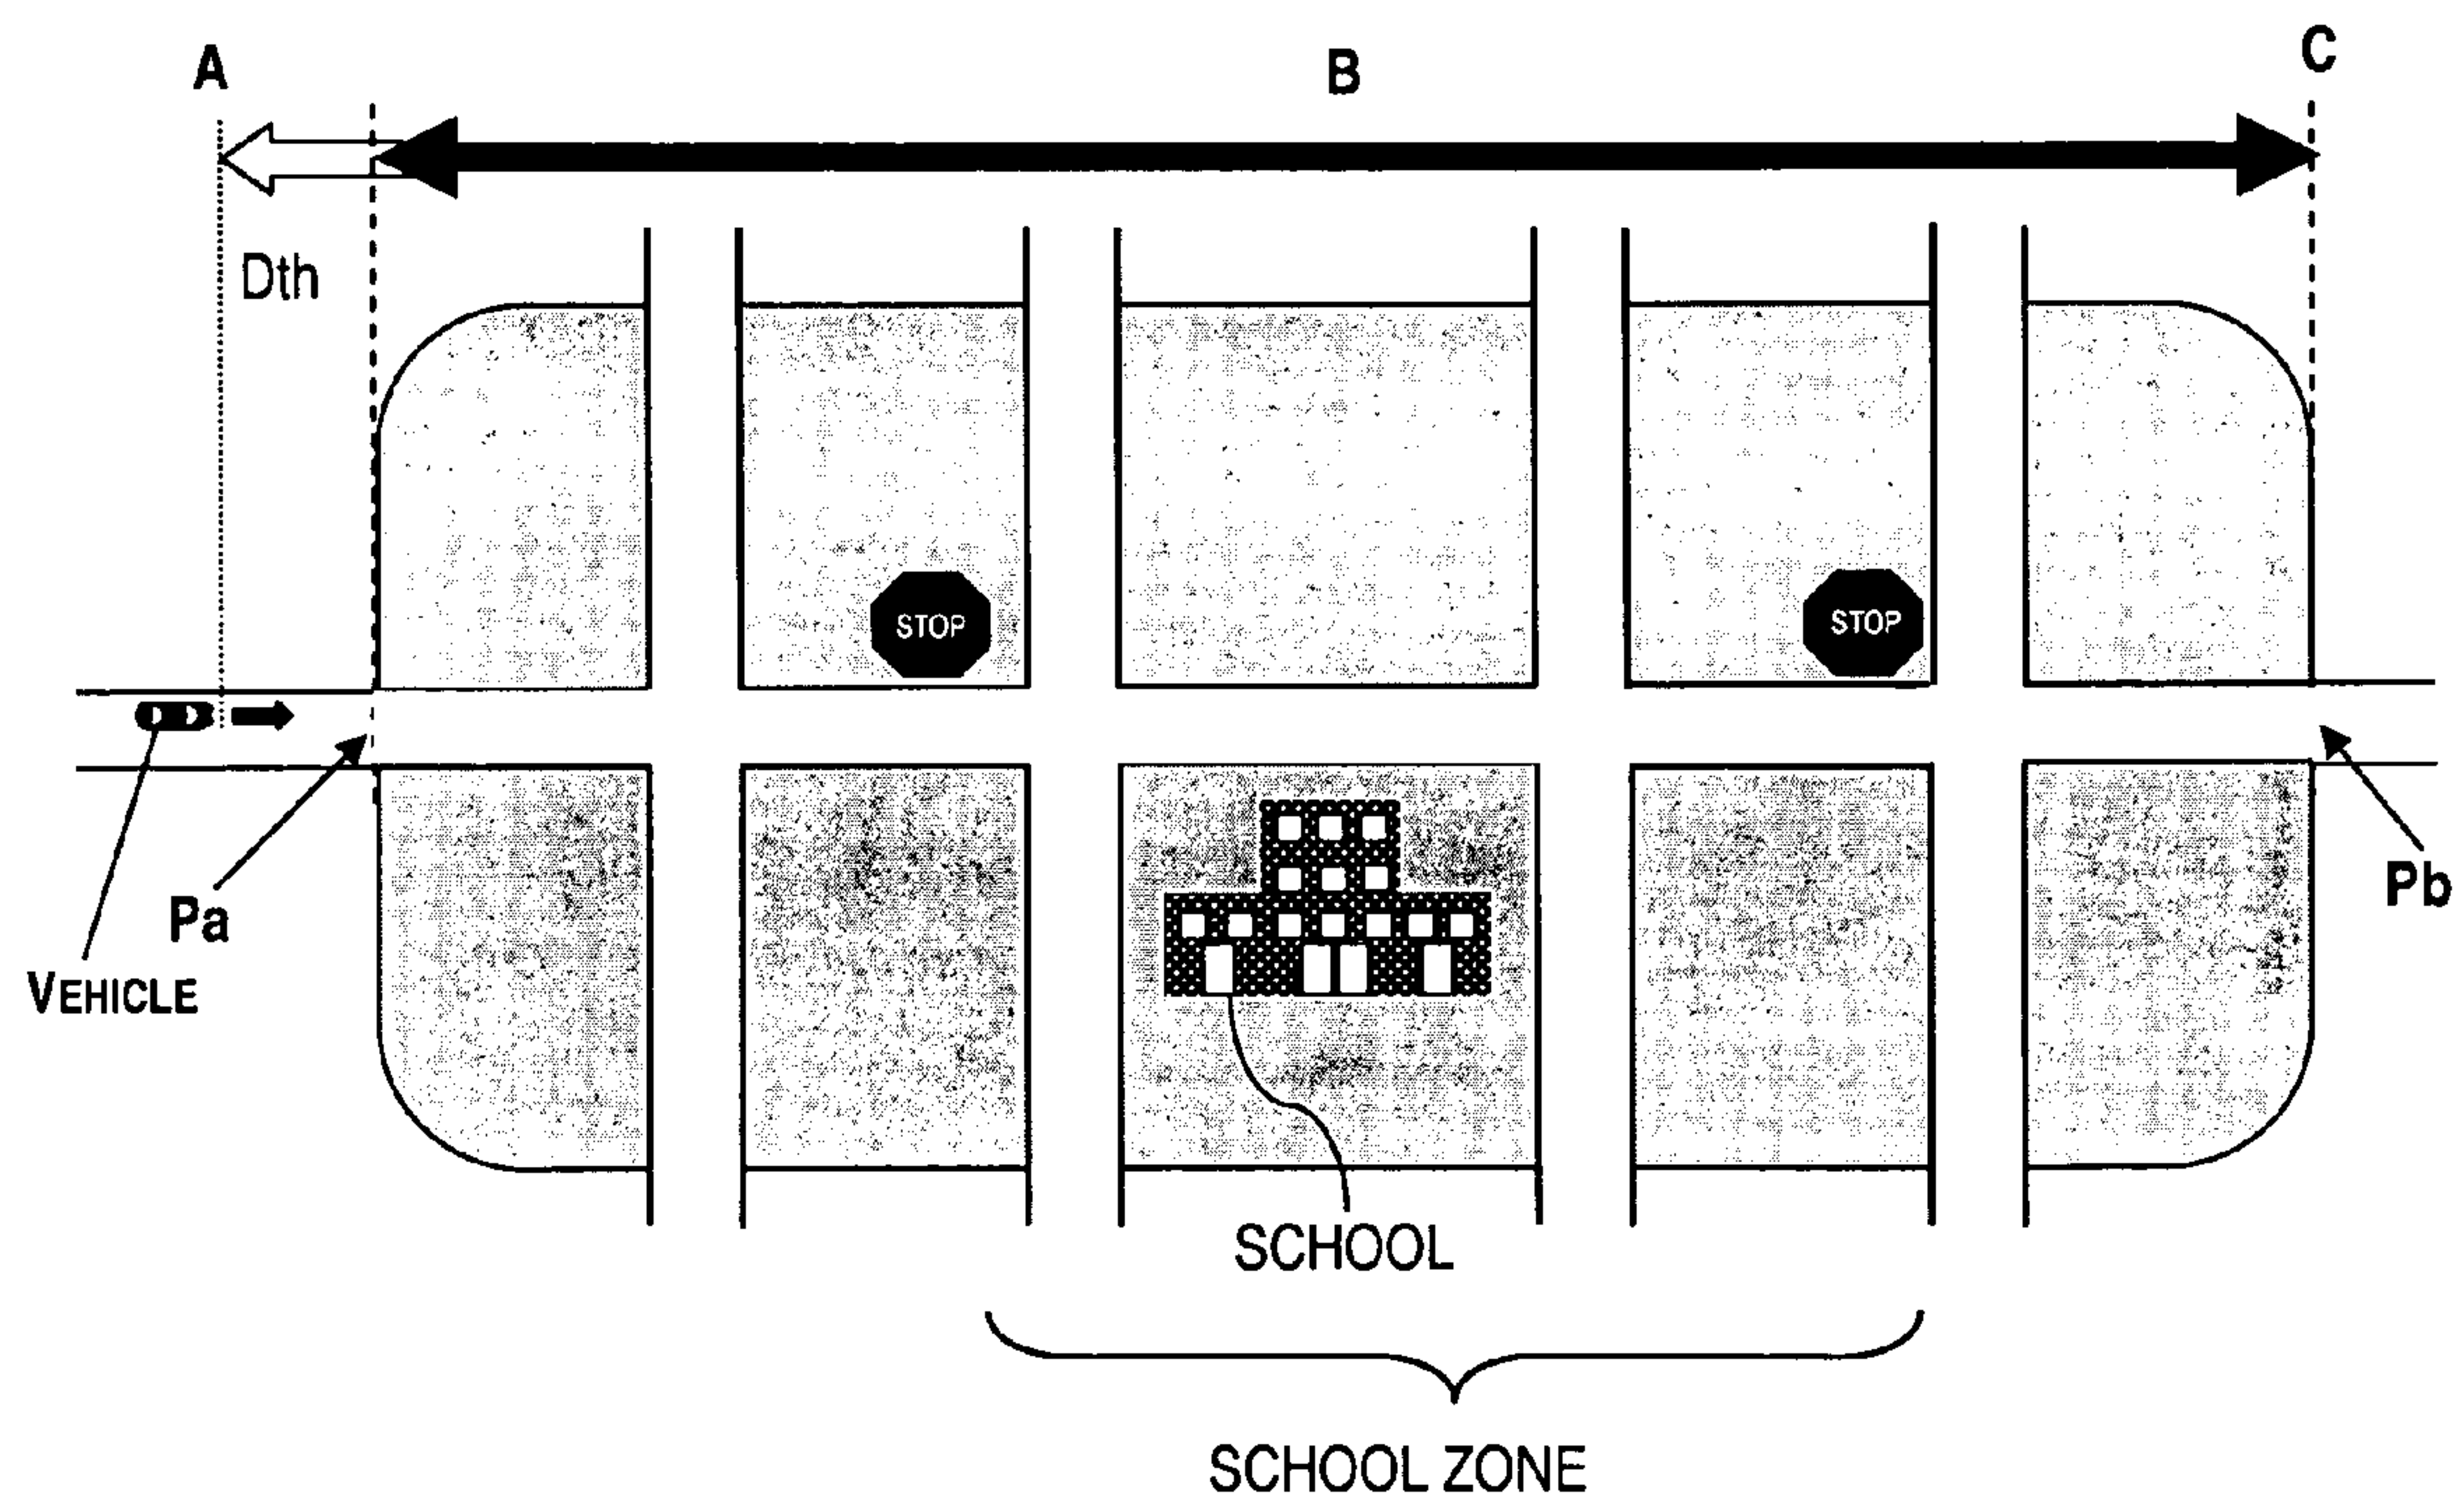 A
B
C
Dth
STOP
STOP
Pa
Pb
VEHICLE
SCHOOL
SCHOOL ZONE